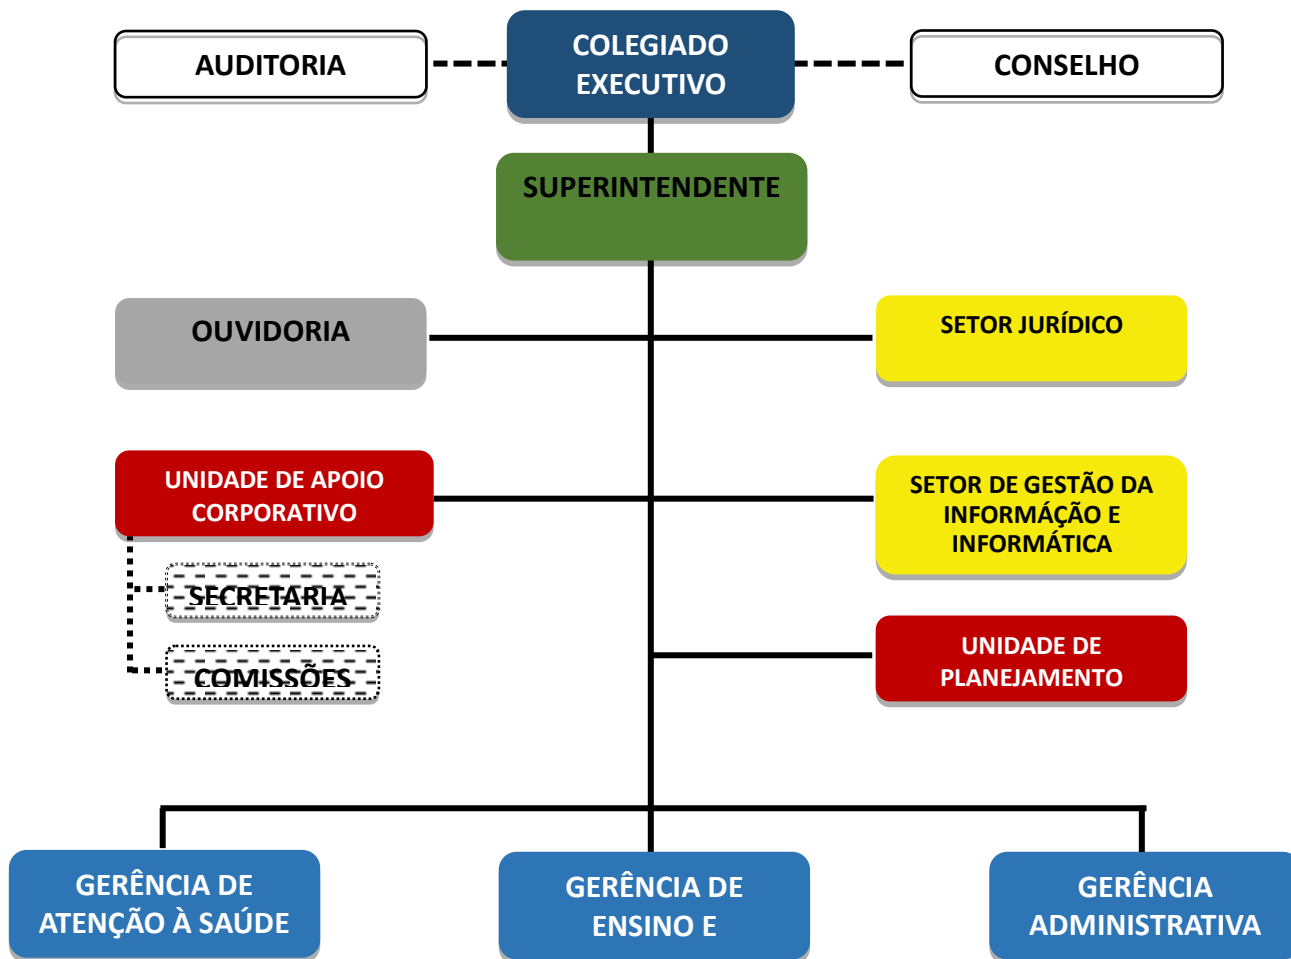 AUDITORIA
COLEGIADO
EXECUTIVO
CONSELHO
SUPERINTENDENTE
OUVIDORIA
SETOR JURÍDICO
UNIDADE DE APOIO
CORPORATIVO
SETOR DE GESTÃO DA
INFORMÁÇÃO E
INFORMÁTICA
SECRETARIA
COMISSÕES
UNIDADE DE
PLANEJAMENTO
GERÊNCIA DE
ATENÇÃO À SAÚDE
GERÊNCIA DE
ENSINO E
GERÊNCIA
ADMINISTRATIVA